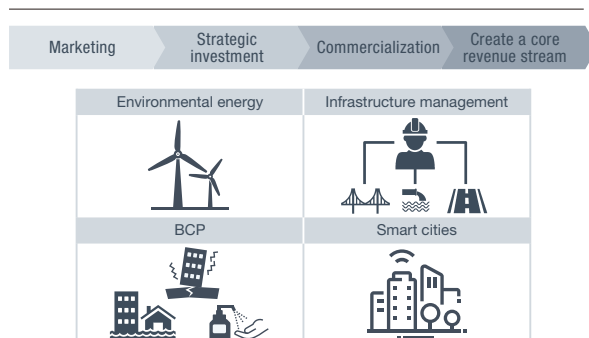 Marketing
Strategic
investment
Commercialization
Create a core
revenue stream
Environmental energy
Infrastructure management
BCP
Smart cities